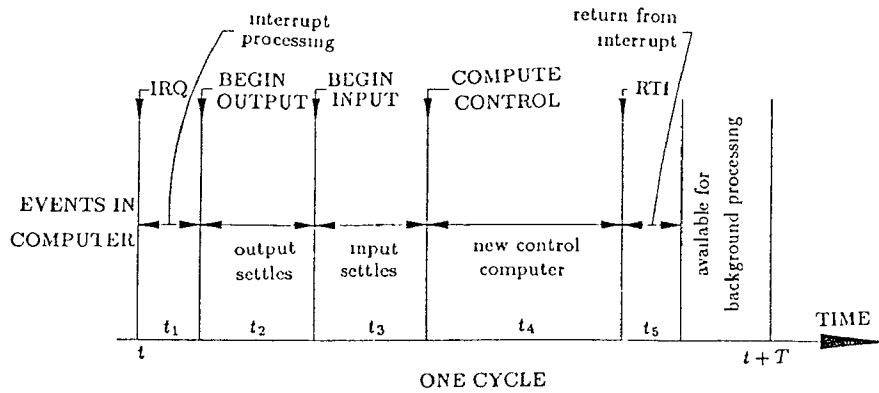 interrupt
processing
return from
interrupt
IRQ
BEGIN
OUTPUT
BEGIN
INPUT
COMPUTE
CONTROL
RTI
EVENTS IN
COMPUTER
output
settles
input
settles
new control
computer
available for
background processing
t₁
t₂
t₃
t₄
t₅
TIME
t
t + T
ONE CYCLE